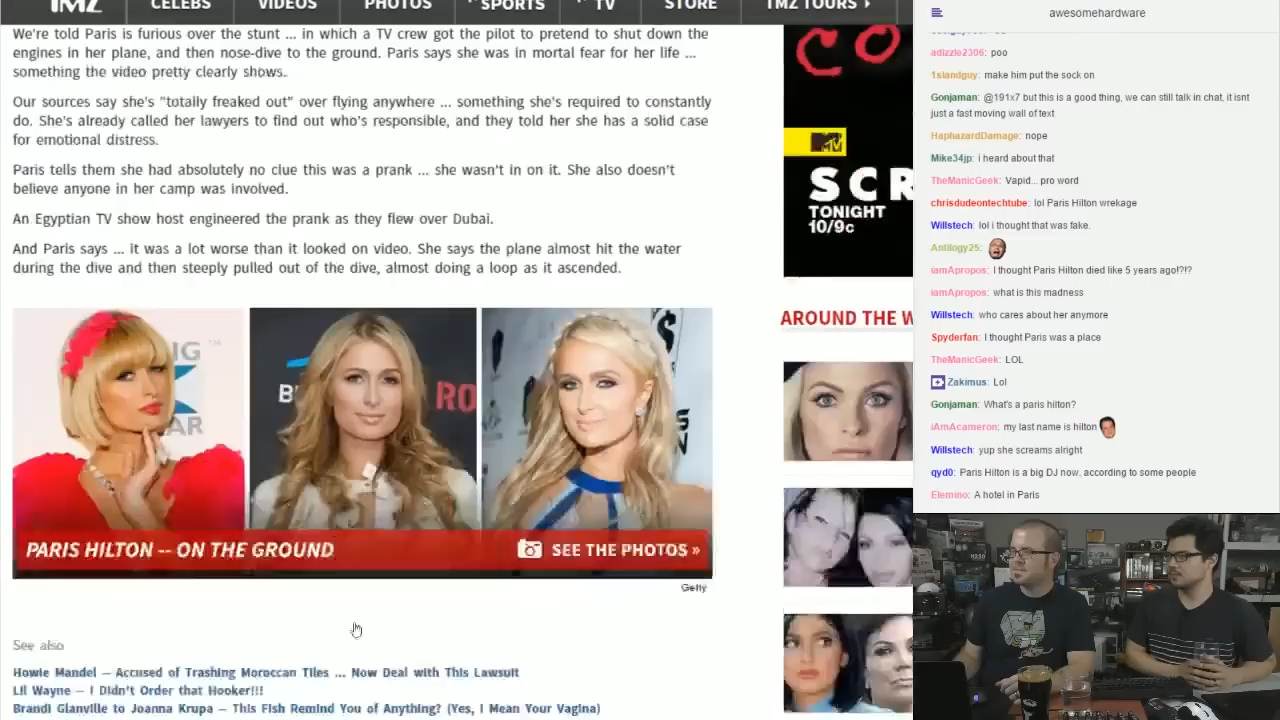 TMZ
CELEBS
VIDEOS
PHOTOS
SPORTS
TV
STORE
TMZ TOURS
We're told Paris is furious over the stunt ... in which a TV crew got the pilot to pretend to shut down the
engines in her plane, and then nose-dive to the ground. Paris says she was in mortal fear for her life ...
something the video pretty clearly shows.
Our sources say she's "totally freaked out" over flying anywhere ... something she's required to constantly
do. She's already called her lawyers to find out who's responsible, and they told her she has a solid case
for emotional distress.
Paris tells them she had absolutely no clue this was a prank ... she wasn't in on it. She also doesn't
believe anyone in her camp was involved.
An Egyptian TV show host engineered the prank as they flew over Dubai.
And Paris says ... it was a lot worse than it looked on video. She says the plane almost hit the water
during the dive and then steeply pulled out of the dive, almost doing a loop as it ascended.
PARIS HILTON -- ON THE GROUND
SEE THE PHOTOS »
Getty
See also
Howie Mandel -- Accused of Trashing Moroccan Tiles ... Now Deal with This Lawsuit
Lil Wayne -- I Didn't Order that Hooker!!!
Brandi Glanville to Joanna Krupa -- This Fish Remind You of Anything? (Yes, I Mean Your Vagina)
CO
MTV
SCR
TONIGHT
10/9c
AROUND THE W
awesomehardware
adizzle2306: poo
1slandguy: make him put the sock on
Gonjaman: @191x7 but this is a good thing, we can still talk in chat, it isnt
just a fast moving wall of text
HaphazardDamage: nope
Mike34jp: i heard about that
TheManicGeek: Vapid... pro word
chrisdudeontechtube: lol Paris Hilton wrekage
Willstech: lol i thought that was fake.
Antilogy25:
iamApropos: I thought Paris Hilton died like 5 years ago!?!?
iamApropos: what is this madness
Willstech: who cares about her anymore
Spyderfan: I thought Paris was a place
TheManicGeek: LOL
Zakimus: Lol
Gonjaman: What's a paris hilton?
iAmAcameron: my last name is hilton
Willstech: yup she screams alright
qyd0: Paris Hilton is a big DJ now, according to some people
Elemino: A hotel in Paris